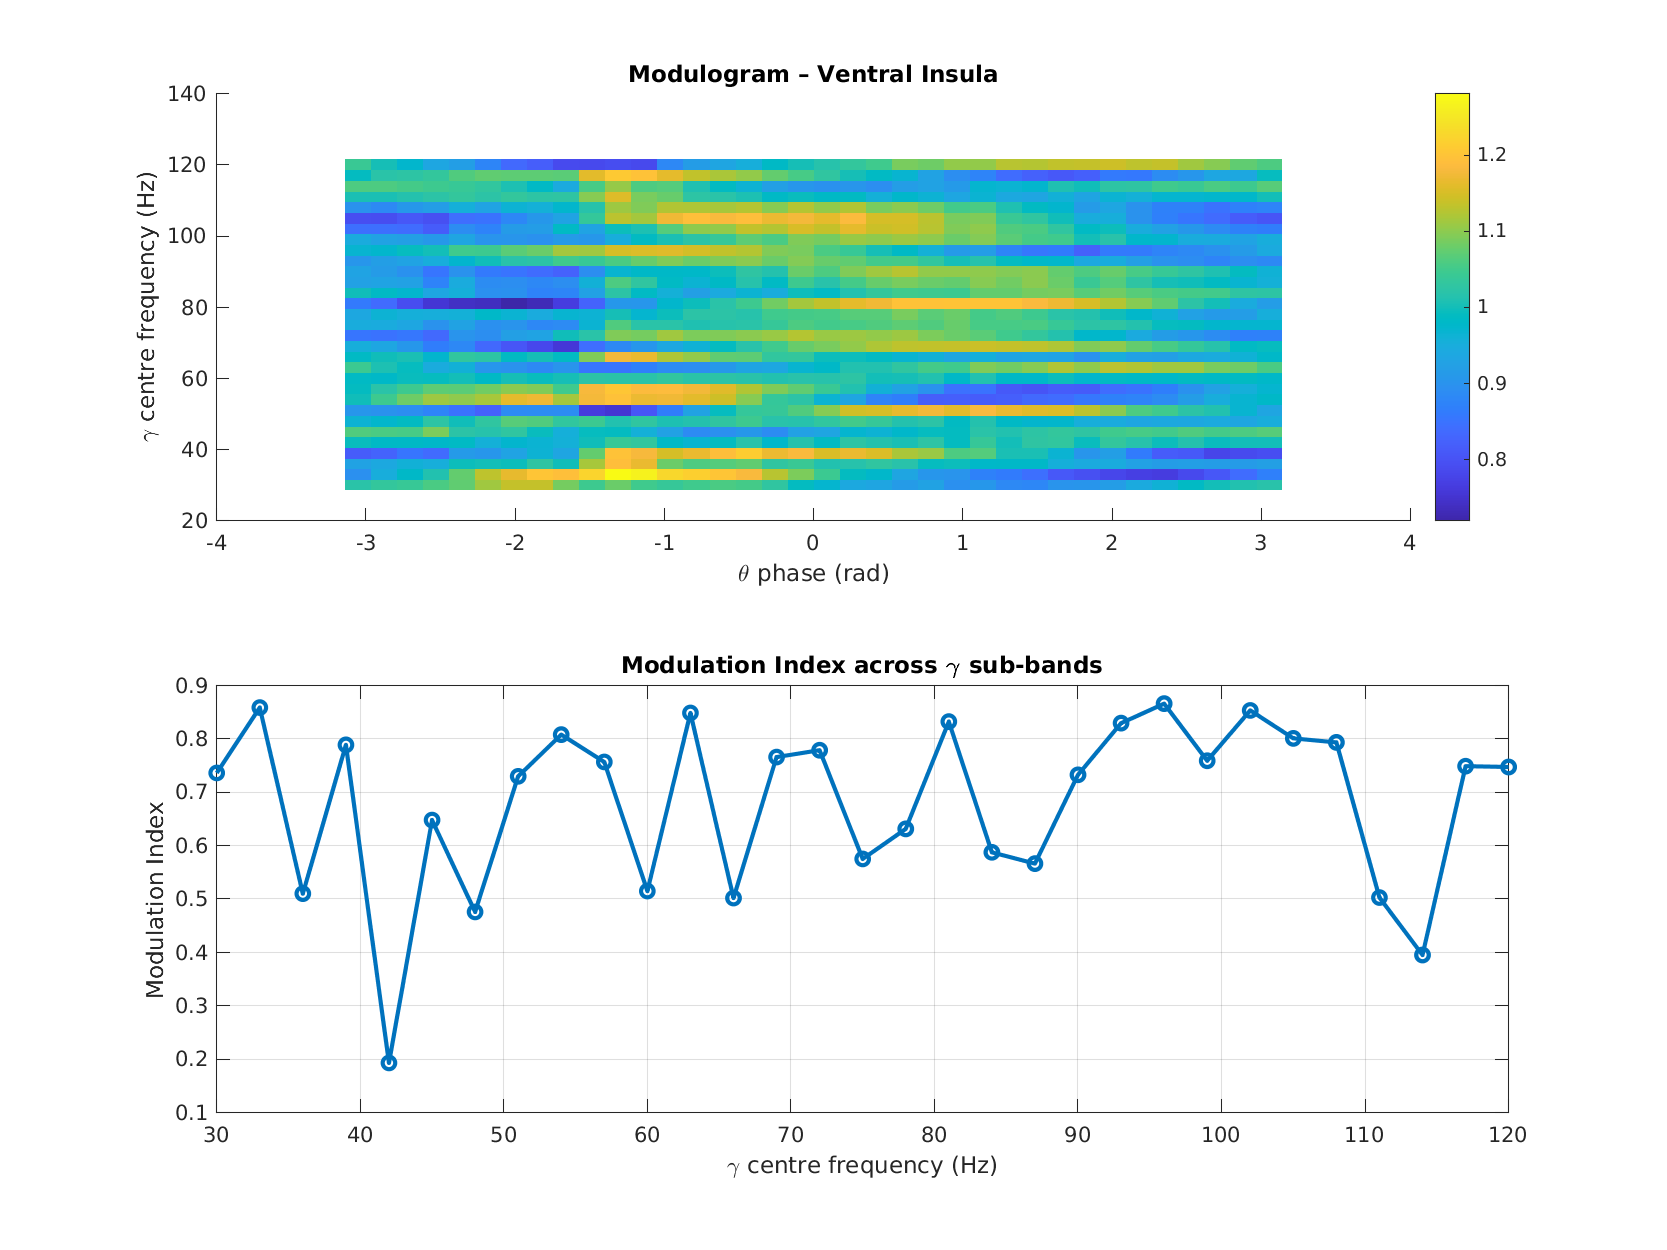 Modulogram – Ventral Insula
140
120
100
80
60
40
20
γ centre frequency (Hz)
-4 -3 -2 -1 0 1 2 3 4
θ phase (rad)
1.2
1.1
1
0.9
0.8
Modulation Index across γ sub-bands
0.9
0.8
0.7
0.6
0.5
0.4
0.3
0.2
0.1
Modulation Index
30 40 50 60 70 80 90 100 110 120
γ centre frequency (Hz)